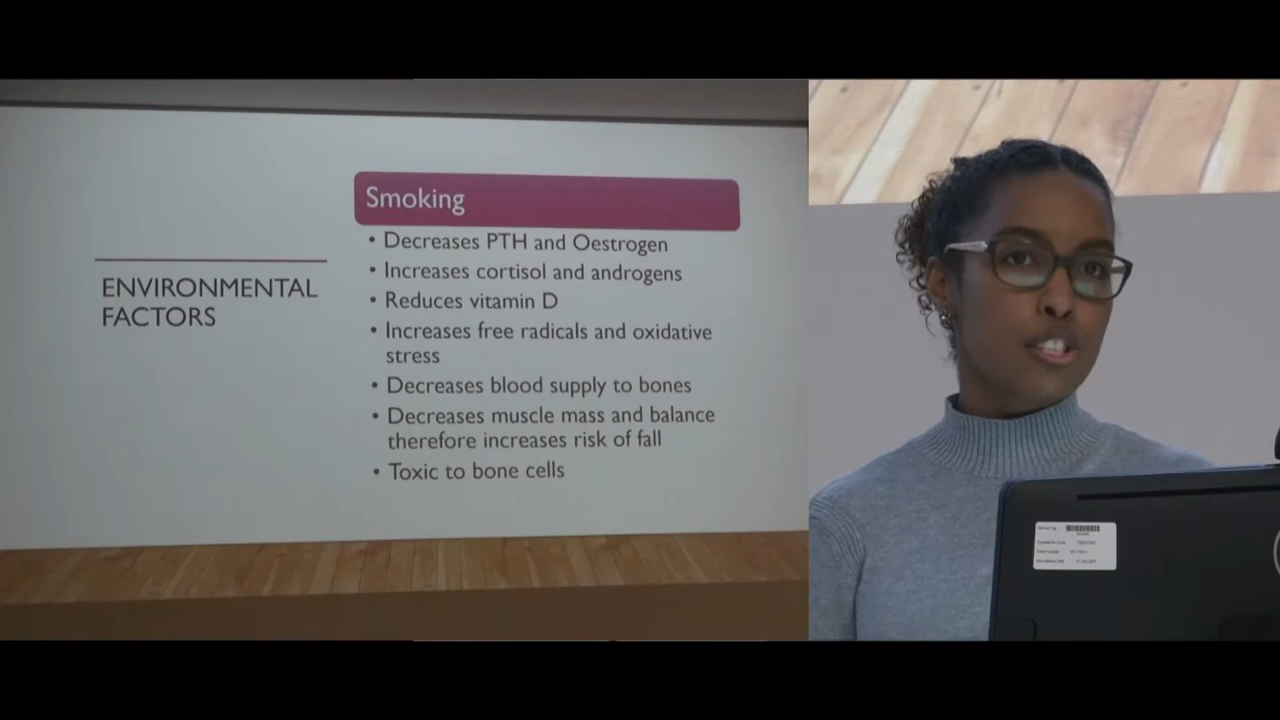 ENVIRONMENTAL
FACTORS
Smoking
• Decreases PTH and Oestrogen
• Increases cortisol and androgens
• Reduces vitamin D
• Increases free radicals and oxidative
stress
• Decreases blood supply to bones
• Decreases muscle mass and balance
therefore increases risk of fall
• Toxic to bone cells